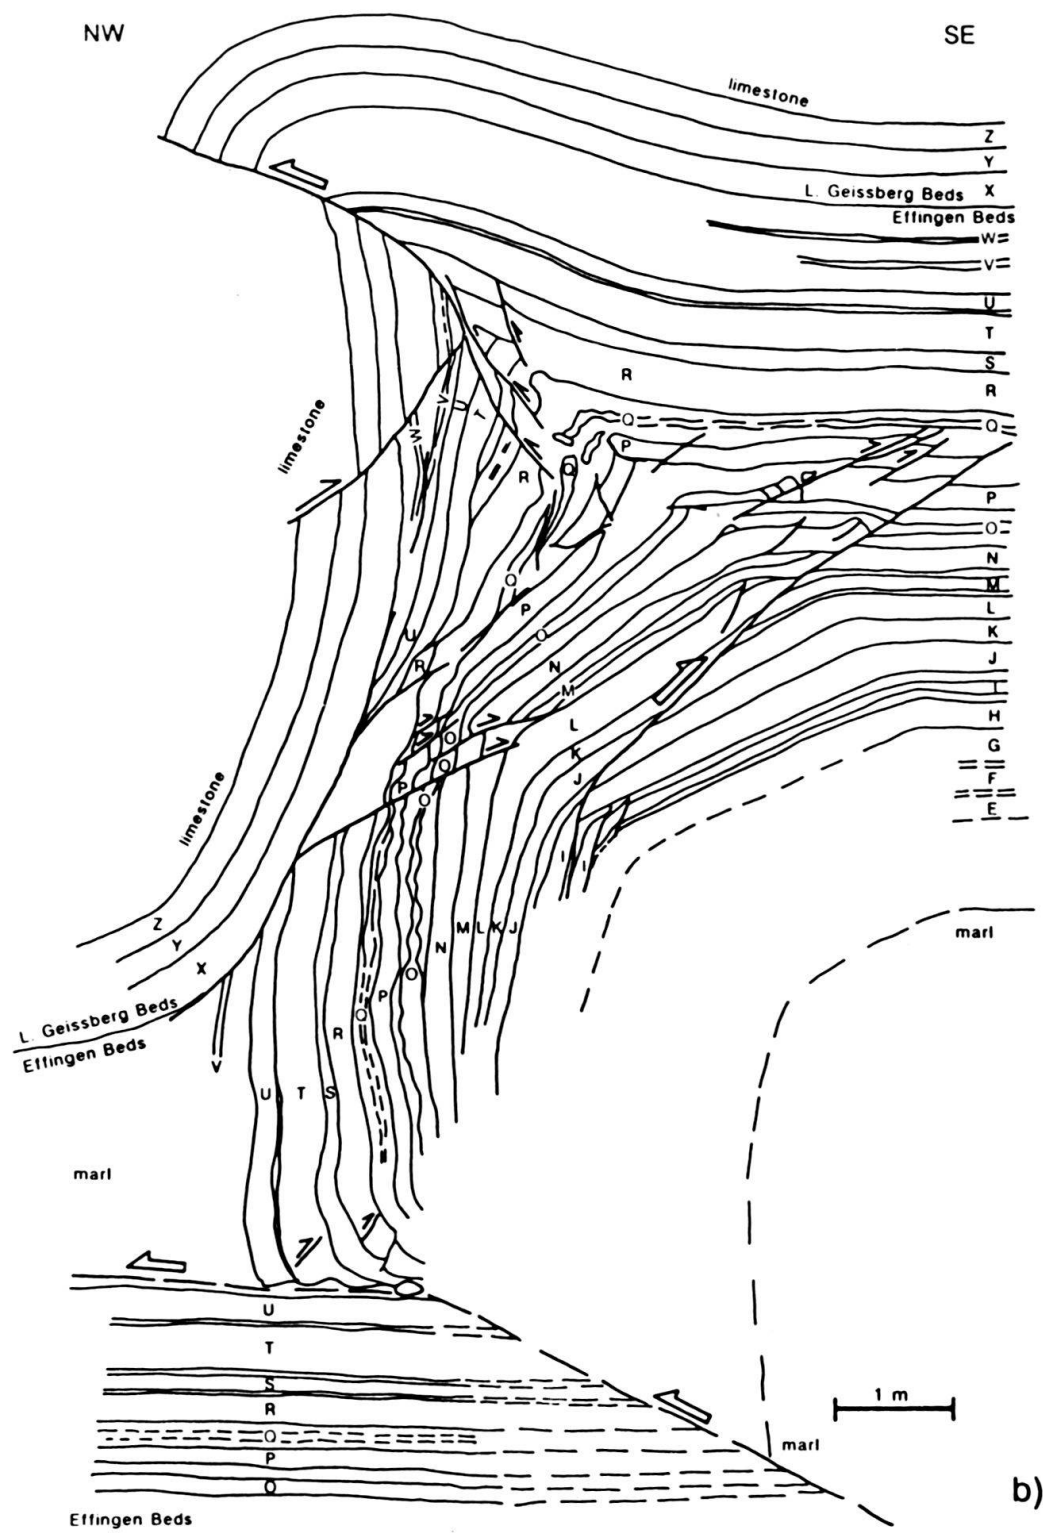 NW
SE
limestone
Z
Y
L. Geissberg Beds X
Effingen Beds
W
V
U
T
S
R
R
Q
Q
P
P
O
N
M
L
K
J
I
H
G
F
E
limestone
W
V
U
T
R
Q
Q
P
O
N
M
L
K
J
U
R
O
O
P
O
I
I
limestone
Z
Y
X
L. Geissberg Beds
Effingen Beds
V
U
T
S
R
Q
P
O
N
M
L
K
J
marl
marl
U
T
S
R
Q
P
O
Effingen Beds
1 m
marl
b)